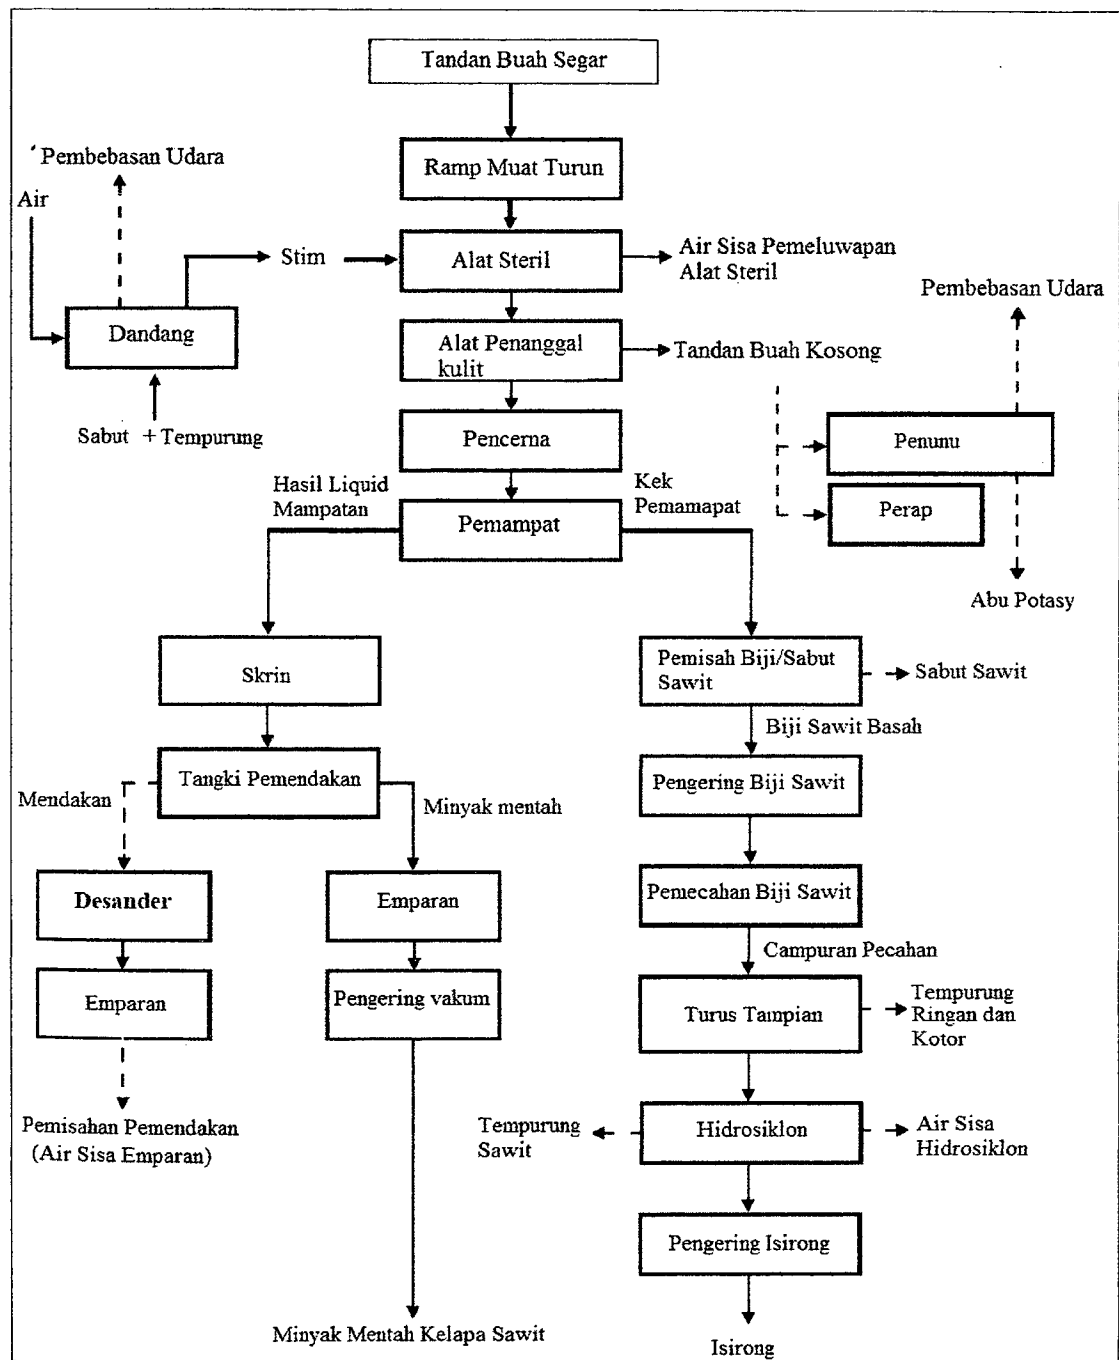 Tandan Buah Segar
Pembebasan Udara
Ramp Muat Turun
Air
Stim
Alat Steril
Air Sisa Pemeluwapan
Alat Steril
Pembebasan Udara
Dandang
Alat Penanggal
kulit
Tandan Buah Kosong
Sabut + Tempurung
Pencerna
Penunu
Hasil Liquid
Mampatan
Kek
Pemamapat
Pemampat
Perap
Abu Potasy
Skrin
Pemisah Biji/Sabut
Sawit
Sabut Sawit
Biji Sawit Basah
Tangki Pemendakan
Pengering Biji Sawit
Mendakan
Minyak mentah
Desander
Emparan
Pemecahan Biji Sawit
Campuran Pecahan
Emparan
Pengering vakum
Turus Tampian
Tempurung
Ringan dan
Kotor
Pemisahan Pemendakan
(Air Sisa Emparan)
Tempurung
Sawit
Hidrosiklon
Air Sisa
Hidrosiklon
Pengering Isirong
Minyak Mentah Kelapa Sawit
Isirong